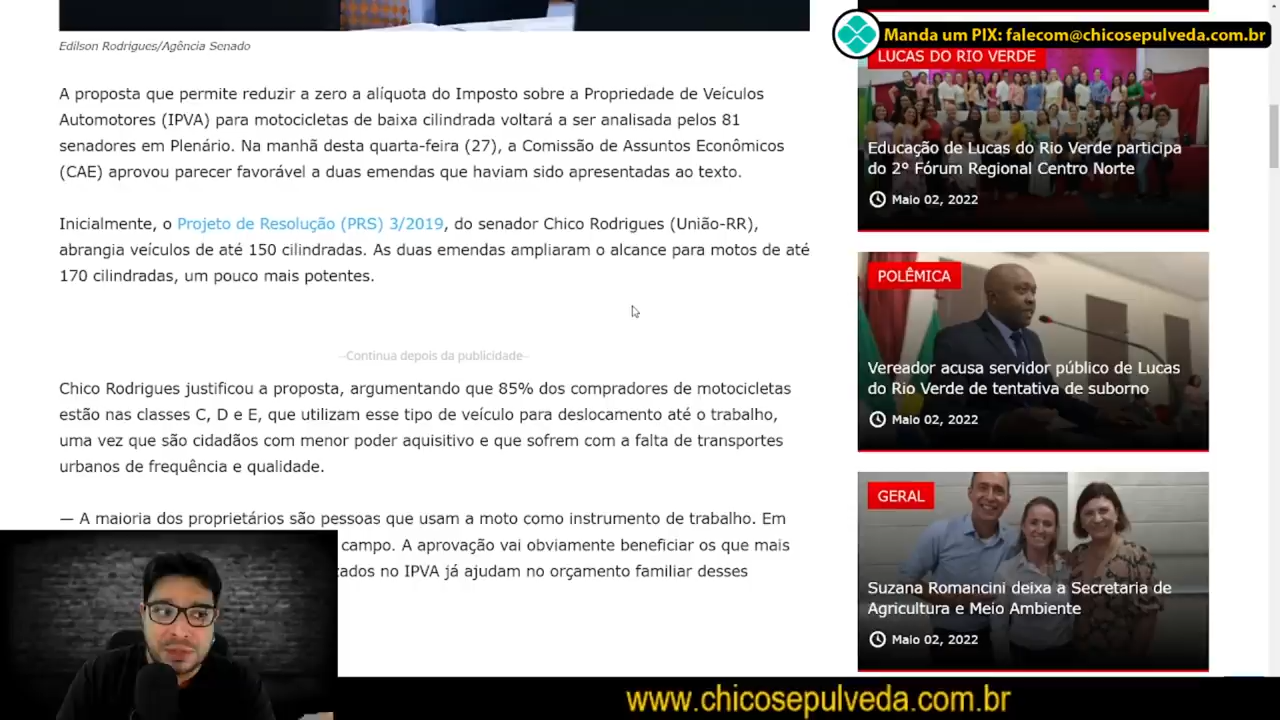 Edilson Rodrigues/Agência Senado
A proposta que permite reduzir a zero a alíquota do Imposto sobre a Propriedade de Veículos
Automotores (IPVA) para motocicletas de baixa cilindrada voltará a ser analisada pelos 81
senadores em Plenário. Na manhã desta quarta-feira (27), a Comissão de Assuntos Econômicos
(CAE) aprovou parecer favorável a duas emendas que haviam sido apresentadas ao texto.
Inicialmente, o Projeto de Resolução (PRS) 3/2019, do senador Chico Rodrigues (União-RR),
abrangia veículos de até 150 cilindradas. As duas emendas ampliaram o alcance para motos de até
170 cilindradas, um pouco mais potentes.
--Continua depois da publicidade--
Chico Rodrigues justificou a proposta, argumentando que 85% dos compradores de motocicletas
estão nas classes C, D e E, que utilizam esse tipo de veículo para deslocamento até o trabalho,
uma vez que são cidadãos com menor poder aquisitivo e que sofrem com a falta de transportes
urbanos de frequência e qualidade.
— A maioria dos proprietários são pessoas que usam a moto como instrumento de trabalho. Em
campo. A aprovação vai obviamente beneficiar os que mais
no IPVA já ajudam no orçamento familiar desses
Manda um PIX: falecom@chicosepulveda.com.br
LUCAS DO RIO VERDE
Educação de Lucas do Rio Verde participa
do 2° Fórum Regional Centro Norte
Maio 02, 2022
POLÊMICA
Vereador acusa servidor público de Lucas
do Rio Verde de tentativa de suborno
Maio 02, 2022
GERAL
Suzana Romancini deixa a Secretaria de
Agricultura e Meio Ambiente
Maio 02, 2022
www.chicosepulveda.com.br